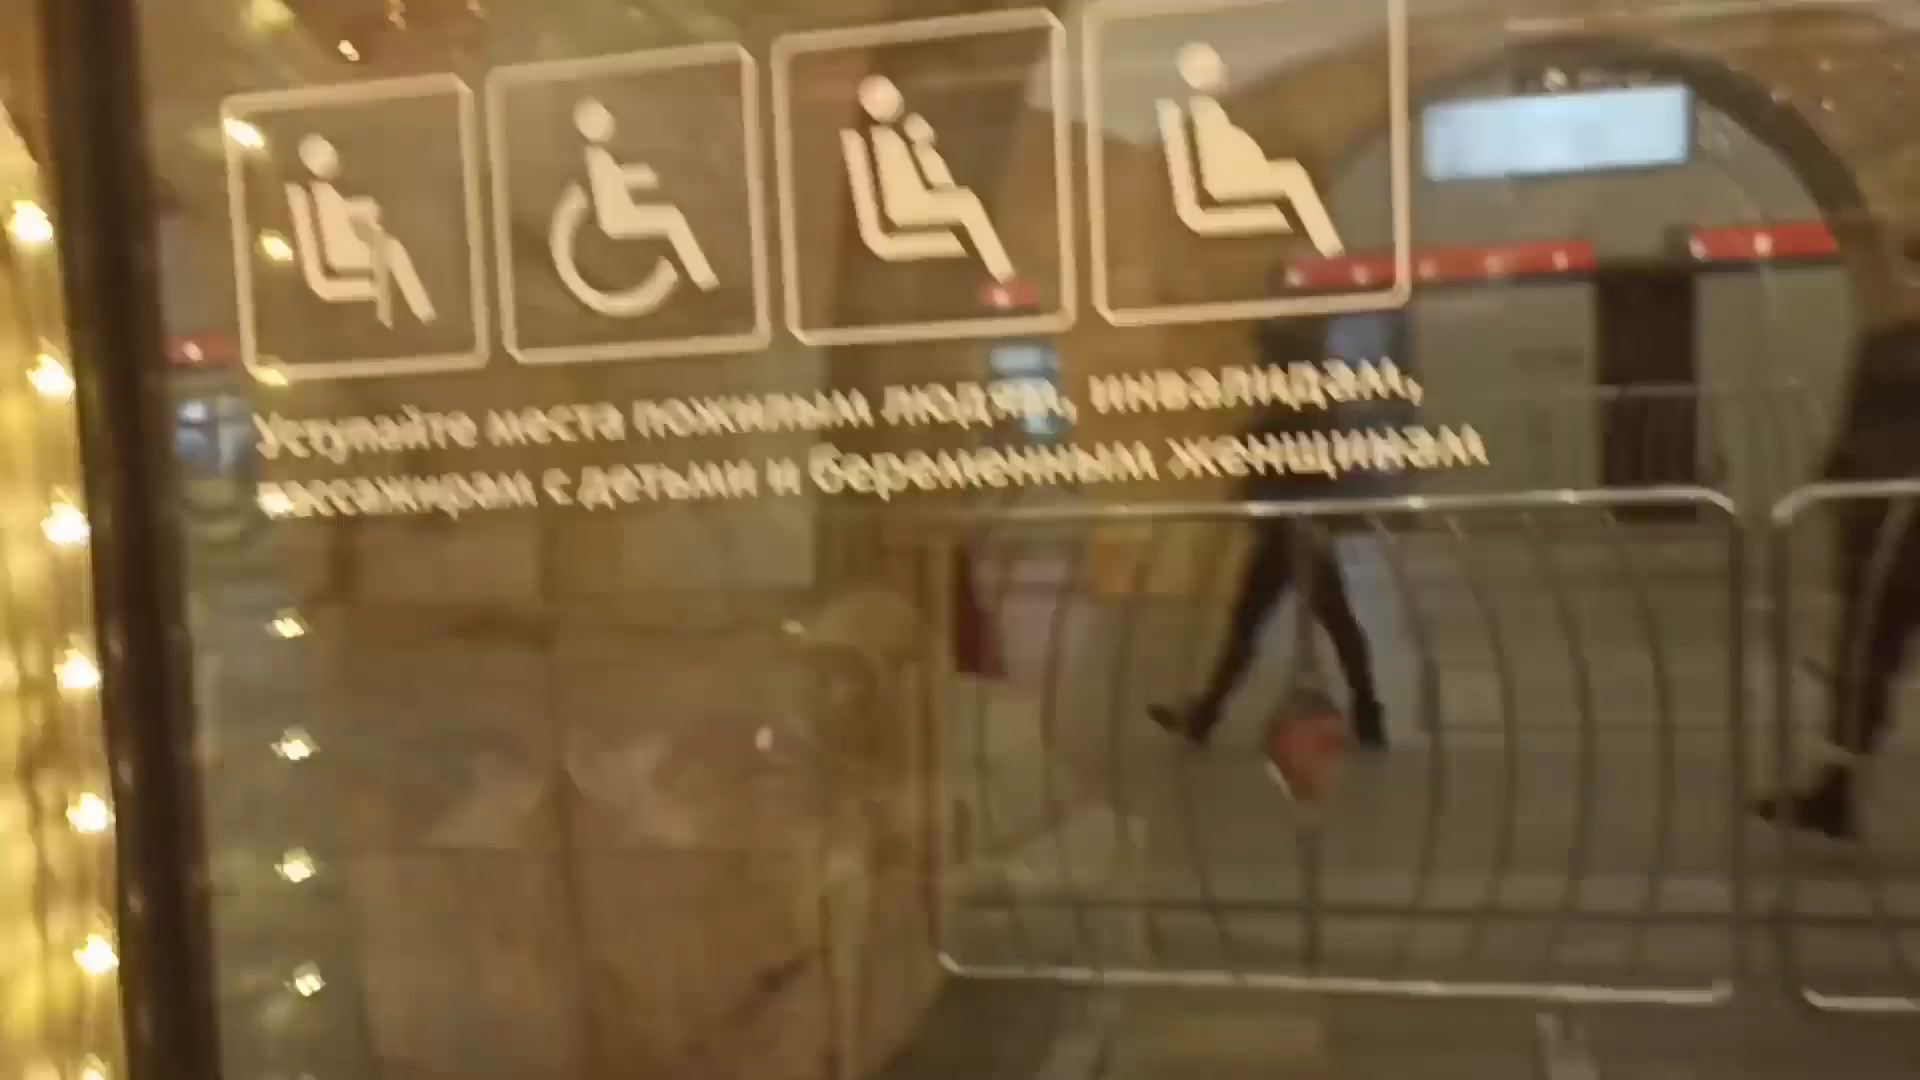 Уступайте места пожилым людям, инвалидам,
пассажирам с детьми и беременным женщинам